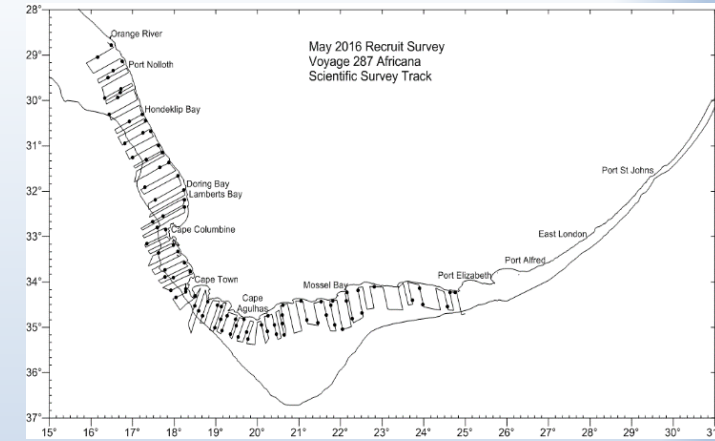 May 2016 Recruit Survey
Voyage 287 Africana
Scientific Survey Track
Orange River
Port Nolloth
Hondeklip Bay
Doring Bay
Lamberts Bay
Cape Columbine
Cape Town
Cape
Agulhas
Mossel Bay
Port Elizabeth
Port Alfred
East London
Port St Johns
28°
29°
30°
31°
32°
33°
34°
35°
36°
37°
15° 16° 17° 18° 19° 20° 21° 22° 23° 24° 25° 26° 27° 28° 29° 30°